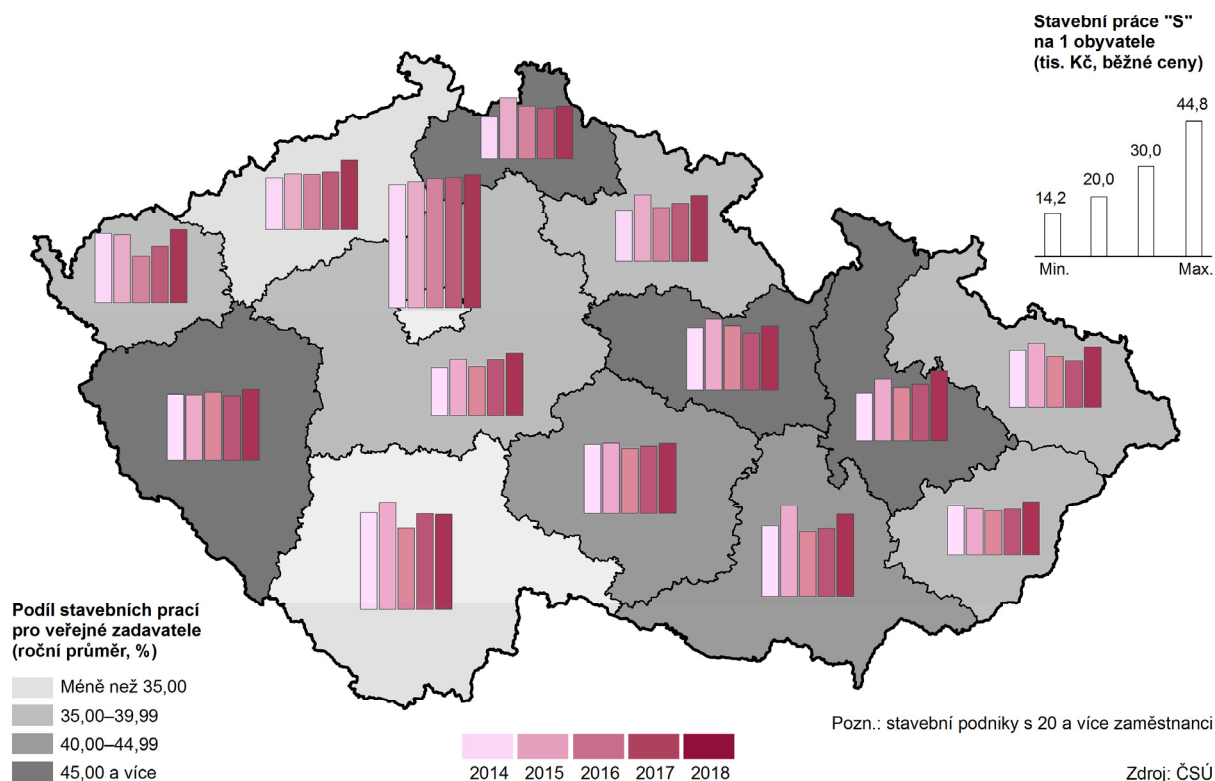 Stavební práce "S"
na 1 obyvatele
(tis. Kč, běžné ceny)
44,8
30,0
20,0
14,2
Min.
Max.
Podíl stavebních prací
pro veřejné zadavatele
(roční průměr, %)
Méně než 35,00
35,00–39,99
40,00–44,99
45,00 a více
2014 2015 2016 2017 2018
Pozn.: stavební podniky s 20 a více zaměstnanci
Zdroj: ČSÚ